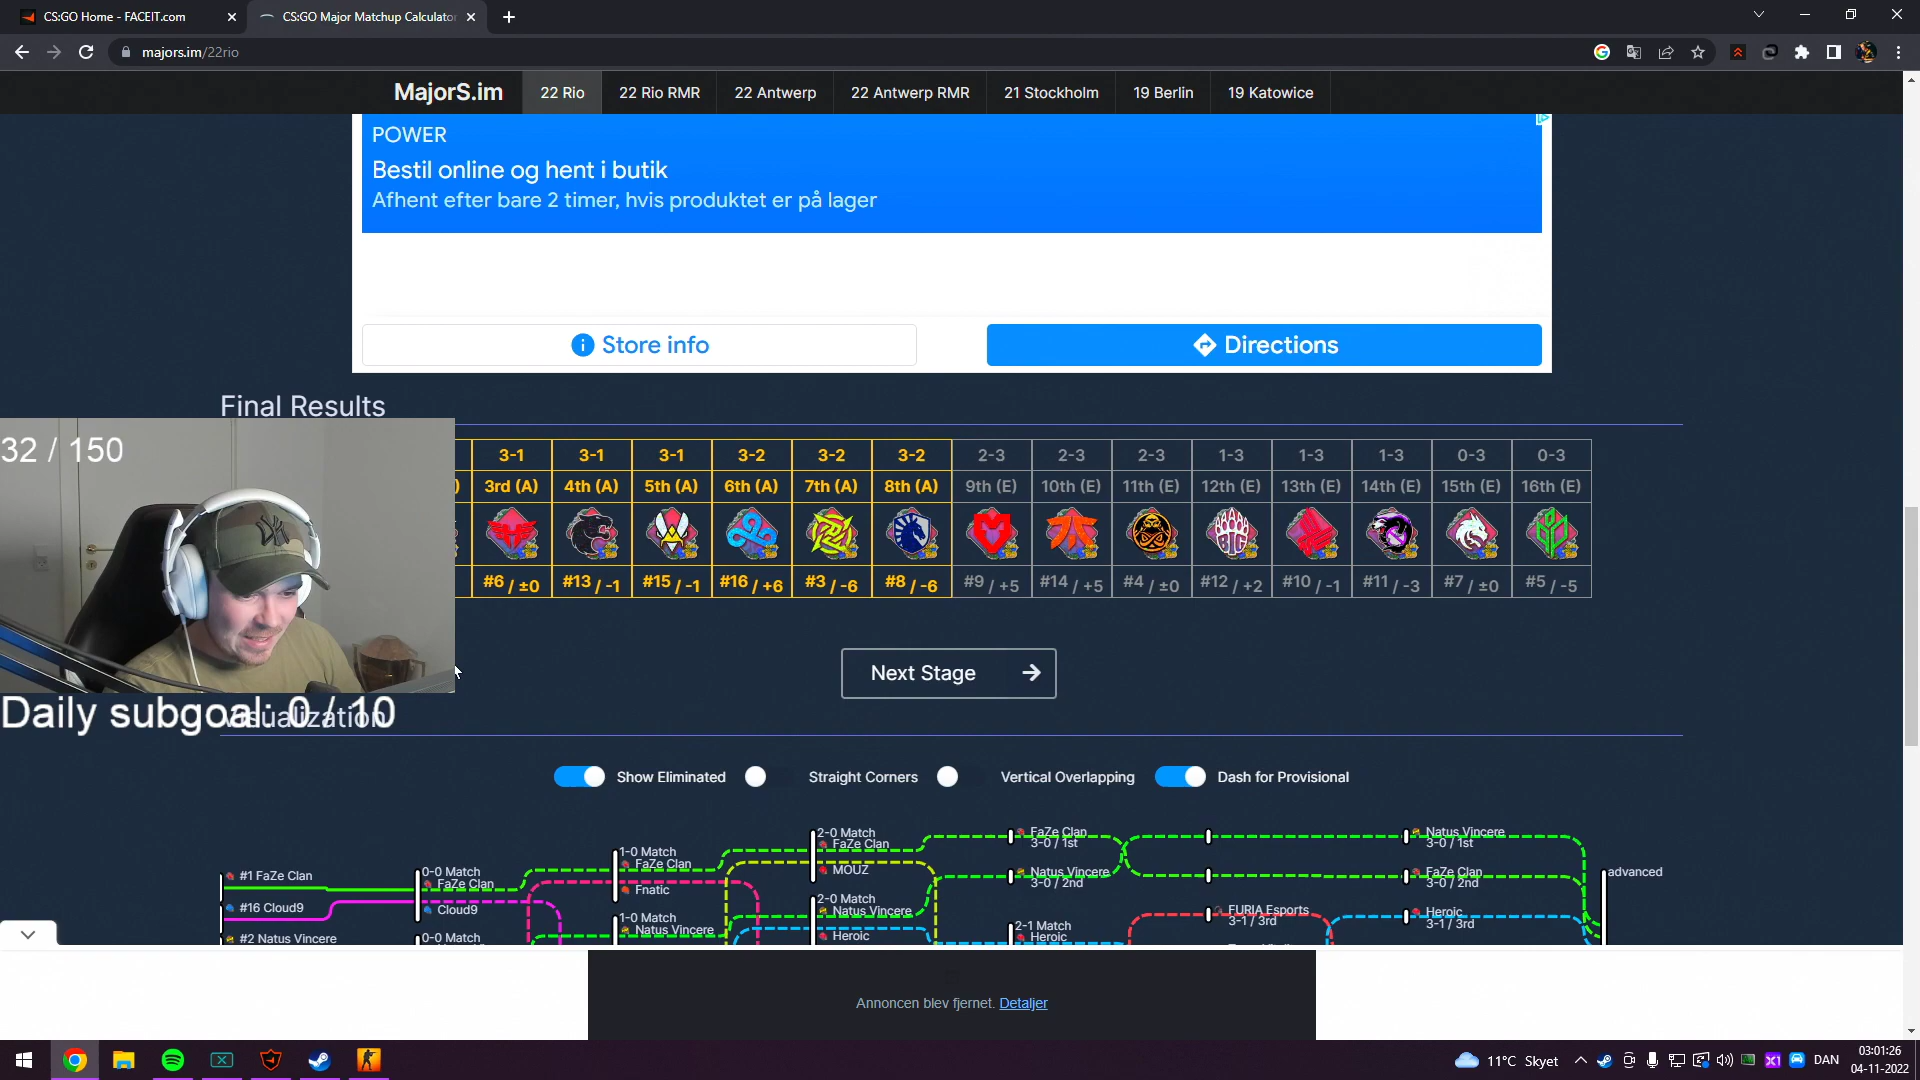 CS:GO Home - FACEIT.com
CS:GO Major Matchup Calculator
majors.im/22rio
MajorS.im
22 Rio
22 Rio RMR
22 Antwerp
22 Antwerp RMR
21 Stockholm
19 Berlin
19 Katowice
POWER
Bestil online og hent i butik
Afhent efter bare 2 timer, hvis produktet er på lager
Store info
Directions
Final Results
32 / 150
3-1 3-1 3-1 3-2 3-2 3-2 2-3 2-3 2-3 1-3 1-3 1-3 0-3 0-3
) 3rd (A) 4th (A) 5th (A) 6th (A) 7th (A) 8th (A) 9th (E) 10th (E) 11th (E) 12th (E) 13th (E) 14th (E) 15th (E) 16th (E)
BIG
#6 / ±0 #13 / -1 #15 / -1 #16 / +6 #3 / -6 #8 / -6 #9 / +5 #14 / +5 #4 / ±0 #12 / +2 #10 / -1 #11 / -3 #7 / ±0 #5 / -5
Next Stage
Daily subgoal: 0 / 10
Visualization
Show Eliminated
Straight Corners
Vertical Overlapping
Dash for Provisional
#1 FaZe Clan
#16 Cloud9
#2 Natus Vincere
0-0 Match
FaZe Clan
Cloud9
0-0 Match
1-0 Match
FaZe Clan
Fnatic
1-0 Match
Natus Vincere
2-0 Match
FaZe Clan
MOUZ
2-0 Match
Natus Vincere
Heroic
FaZe Clan
3-0 / 1st
Natus Vincere
3-0 / 2nd
2-1 Match
Heroic
FURIA Esports
3-1 / 3rd
Natus Vincere
3-0 / 1st
FaZe Clan
3-0 / 2nd
Heroic
3-1 / 3rd
advanced
Annoncen blev fjernet. Detaljer
11°C Skyet
DAN
03:01:26
04-11-2022